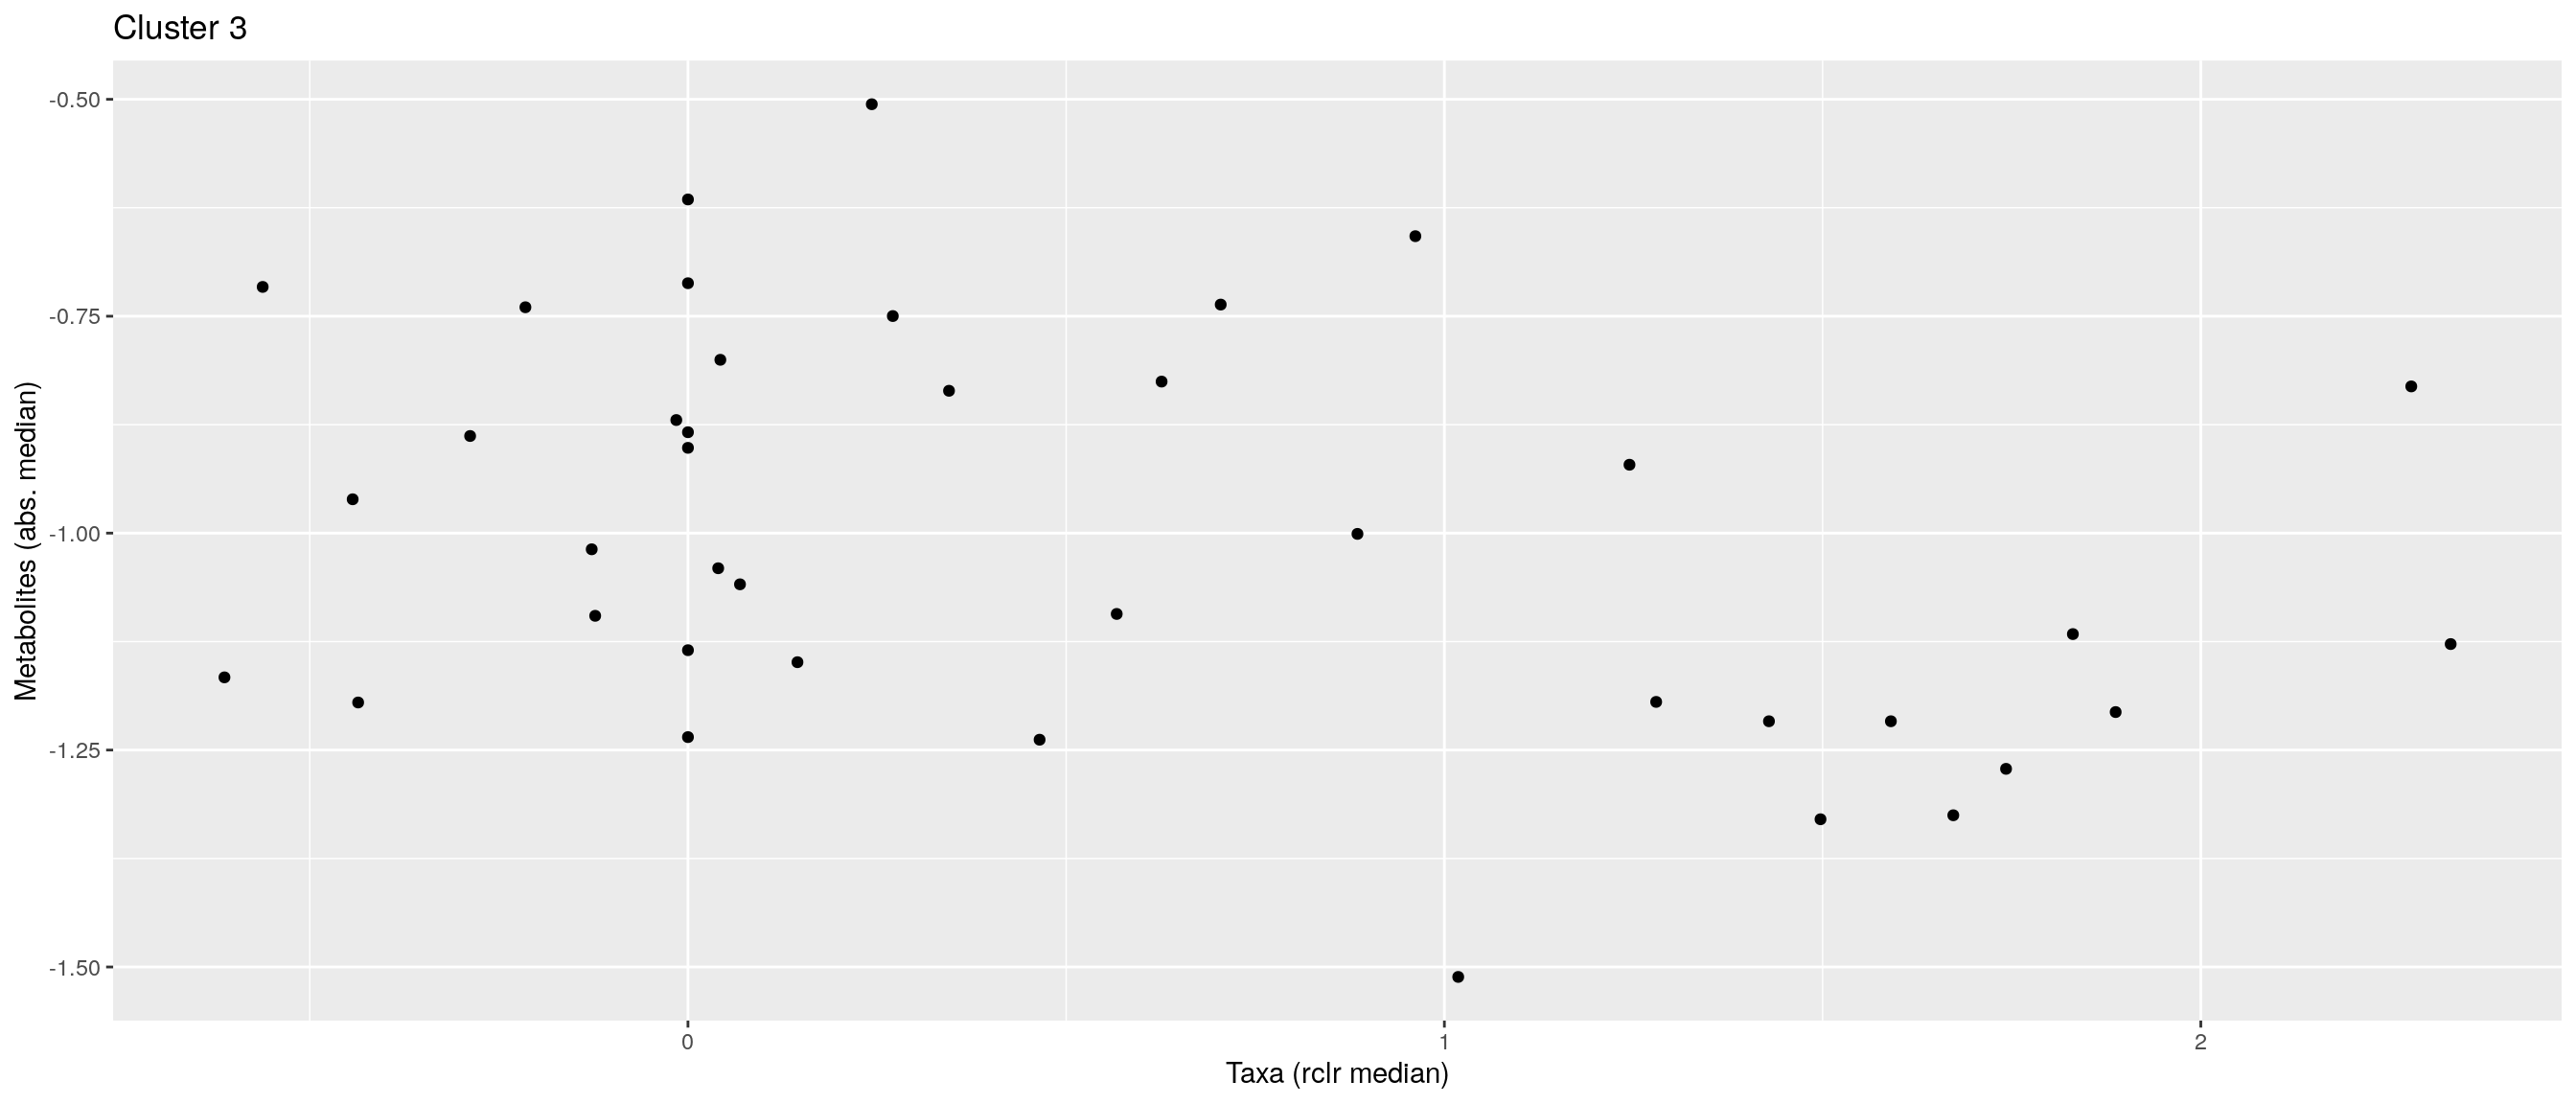 Cluster 3
-0.50
-0.75
-1.00
-1.25
-1.50
Metabolites (abs. median)
0 1 2
Taxa (rclr median)